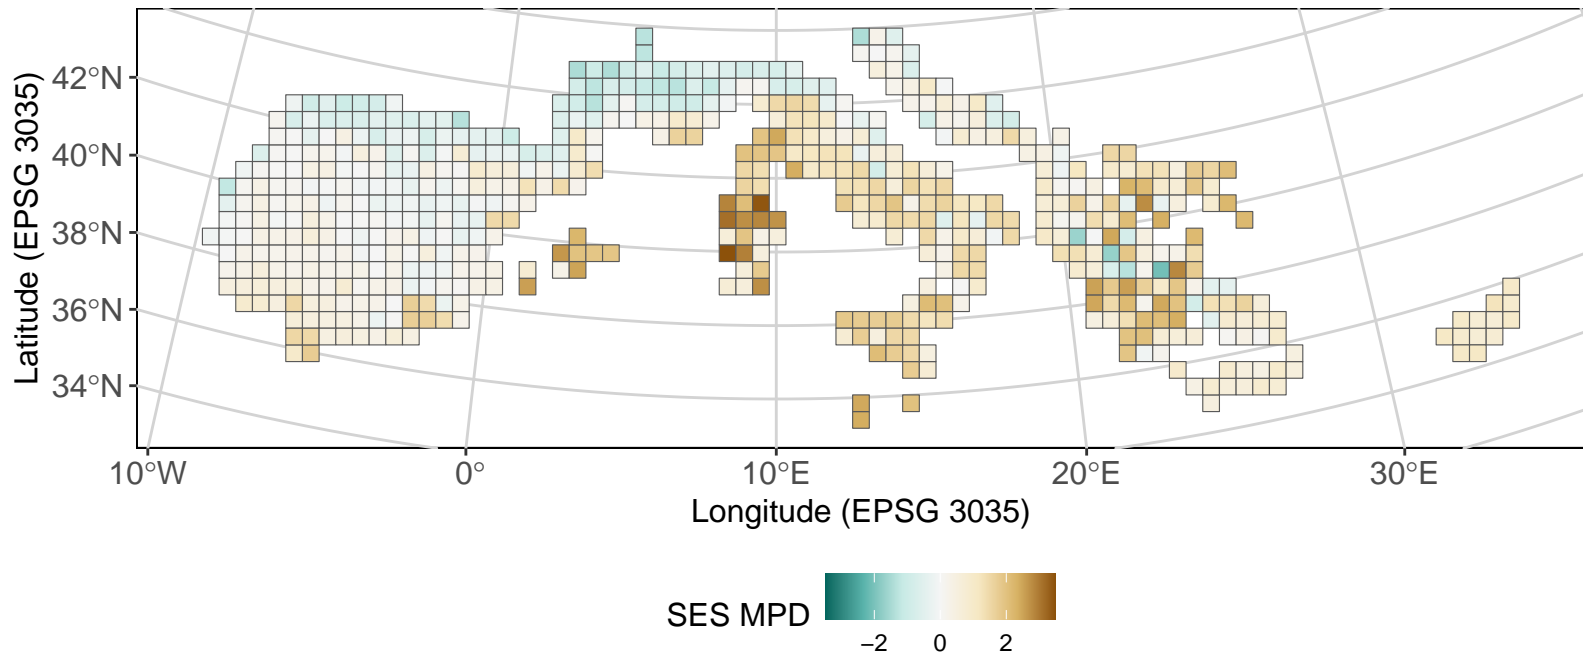 Latitude (EPSG 3035)
42°N
40°N
38°N
36°N
34°N
10°W 0° 10°E 20°E 30°E
Longitude (EPSG 3035)
SES MPD
−2 0 2